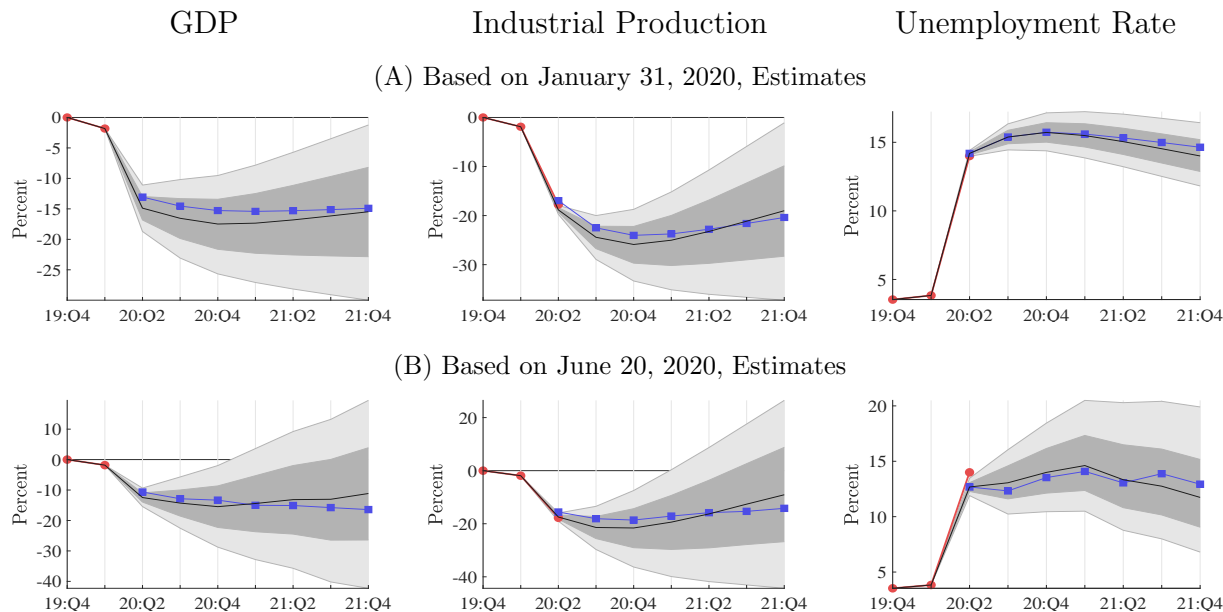 GDP Industrial Production Unemployment Rate
(A) Based on January 31, 2020, Estimates
Percent
0
-5
-10
-15
-20
-25
19:Q4 20:Q2 20:Q4 21:Q2 21:Q4
Percent
0
-10
-20
-30
19:Q4 20:Q2 20:Q4 21:Q2 21:Q4
Percent
15
10
5
19:Q4 20:Q2 20:Q4 21:Q2 21:Q4
(B) Based on June 20, 2020, Estimates
Percent
10
0
-10
-20
-30
-40
19:Q4 20:Q2 20:Q4 21:Q2 21:Q4
Percent
20
0
-20
-40
19:Q4 20:Q2 20:Q4 21:Q2 21:Q4
Percent
20
15
10
5
19:Q4 20:Q2 20:Q4 21:Q2 21:Q4